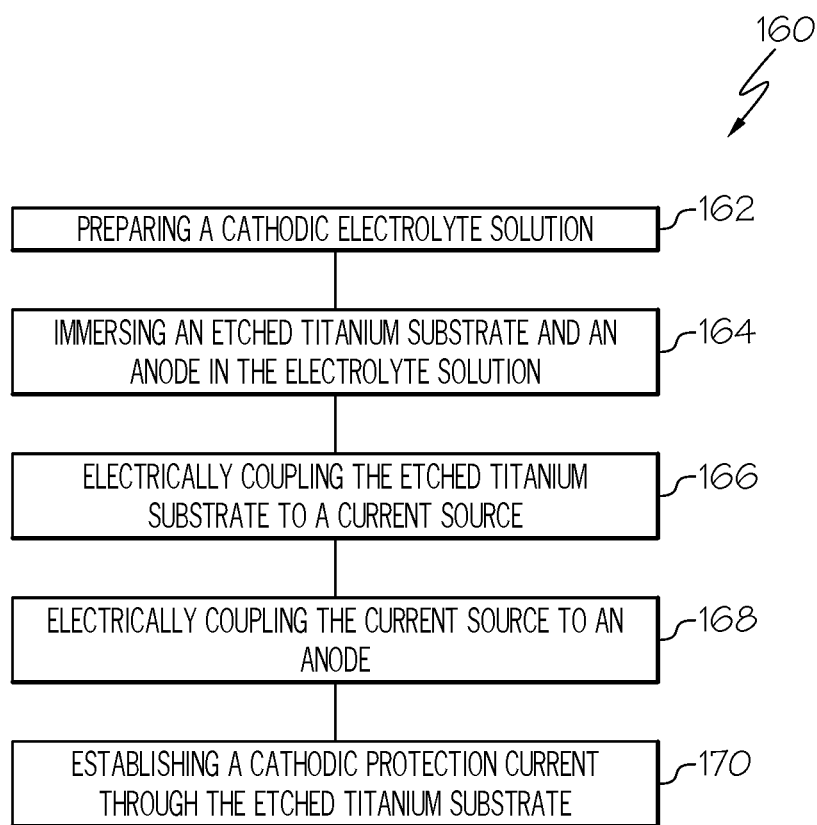 160
PREPARING A CATHODIC ELECTROLYTE SOLUTION
162
IMMERSING AN ETCHED TITANIUM SUBSTRATE AND AN
ANODE IN THE ELECTROLYTE SOLUTION
164
ELECTRICALLY COUPLING THE ETCHED TITANIUM
SUBSTRATE TO A CURRENT SOURCE
166
ELECTRICALLY COUPLING THE CURRENT SOURCE TO AN
ANODE
168
ESTABLISHING A CATHODIC PROTECTION CURRENT
THROUGH THE ETCHED TITANIUM SUBSTRATE
170